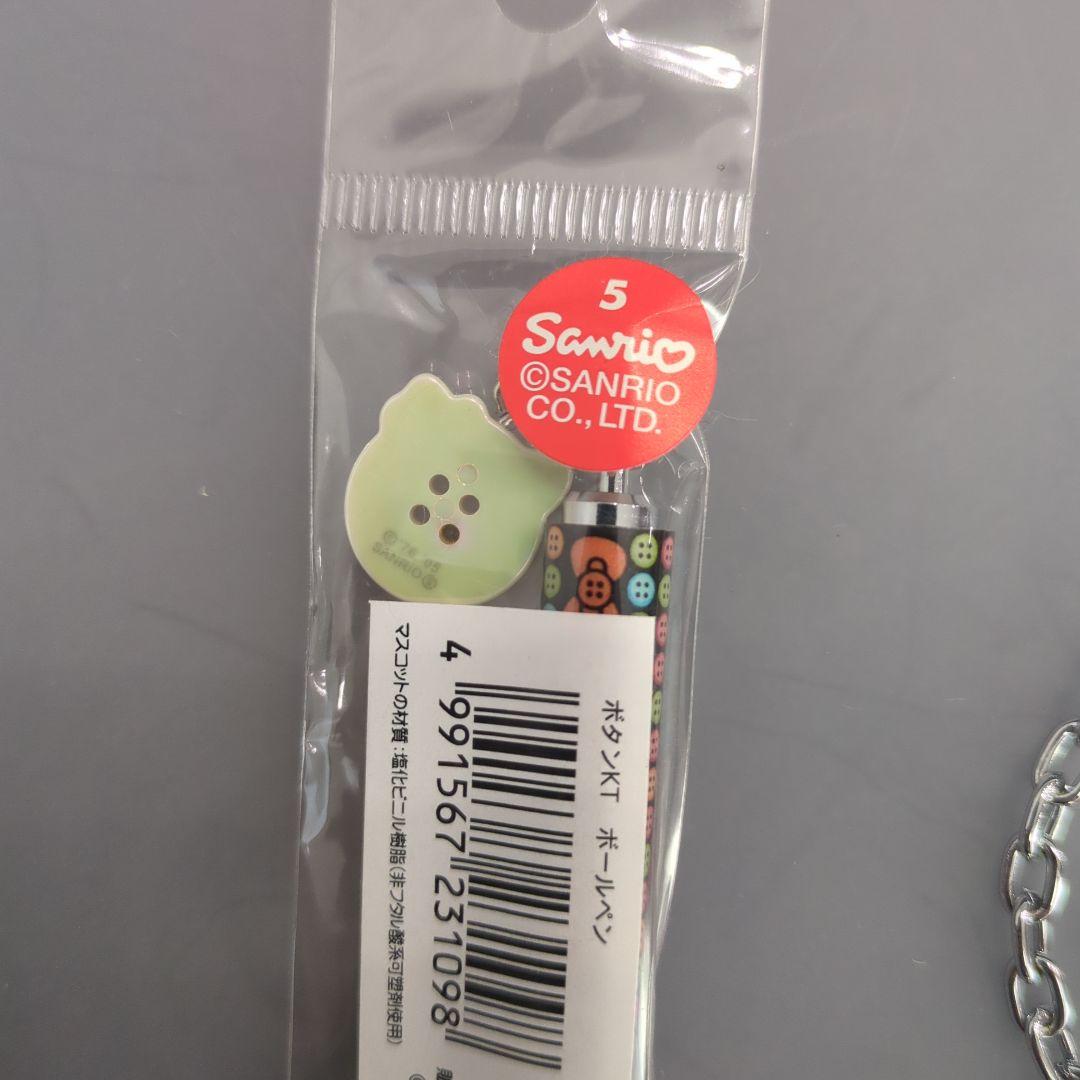 5
Sanrio
©SANRIO
CO., LTD.
© '76, '05
SANRIO
ボタンKT ボールペン
4 991567 231098
マスコットの材質:塩化ビニル樹脂(非フタル酸系可塑剤使用)